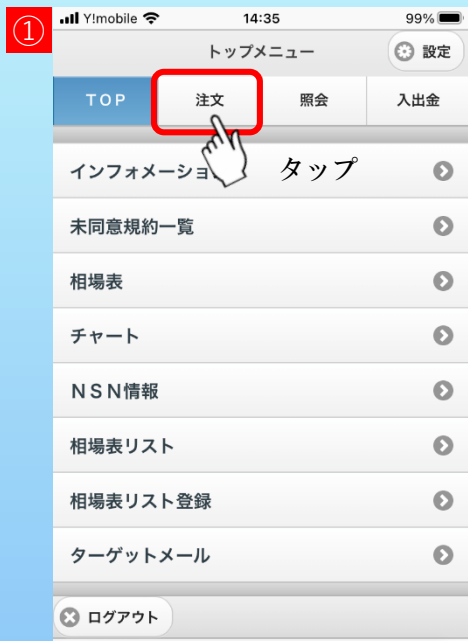 ①
Y!mobile 14:35 99%
トップメニュー 設定
TOP 注文 照会 入出金
インフォメーショ タップ
未同意規約一覧
相場表
チャート
NSN情報
相場表リスト
相場表リスト登録
ターゲットメール
ログアウト